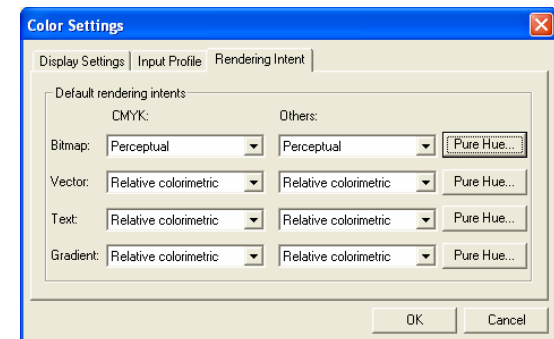 Color Settings
Display Settings Input Profile Rendering Intent
Default rendering intents
CMYK: Others:
Bitmap: Perceptual Perceptual Pure Hue...
Vector: Relative colorimetric Relative colorimetric Pure Hue...
Text: Relative colorimetric Relative colorimetric Pure Hue...
Gradient: Relative colorimetric Relative colorimetric Pure Hue...
OK Cancel